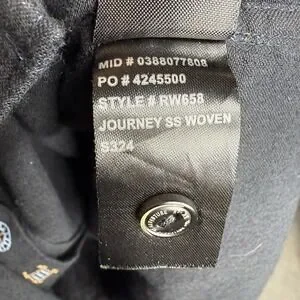 MID # 0388077808
PO # 4245500
STYLE # RW658
JOURNEY SS WOVEN
S324